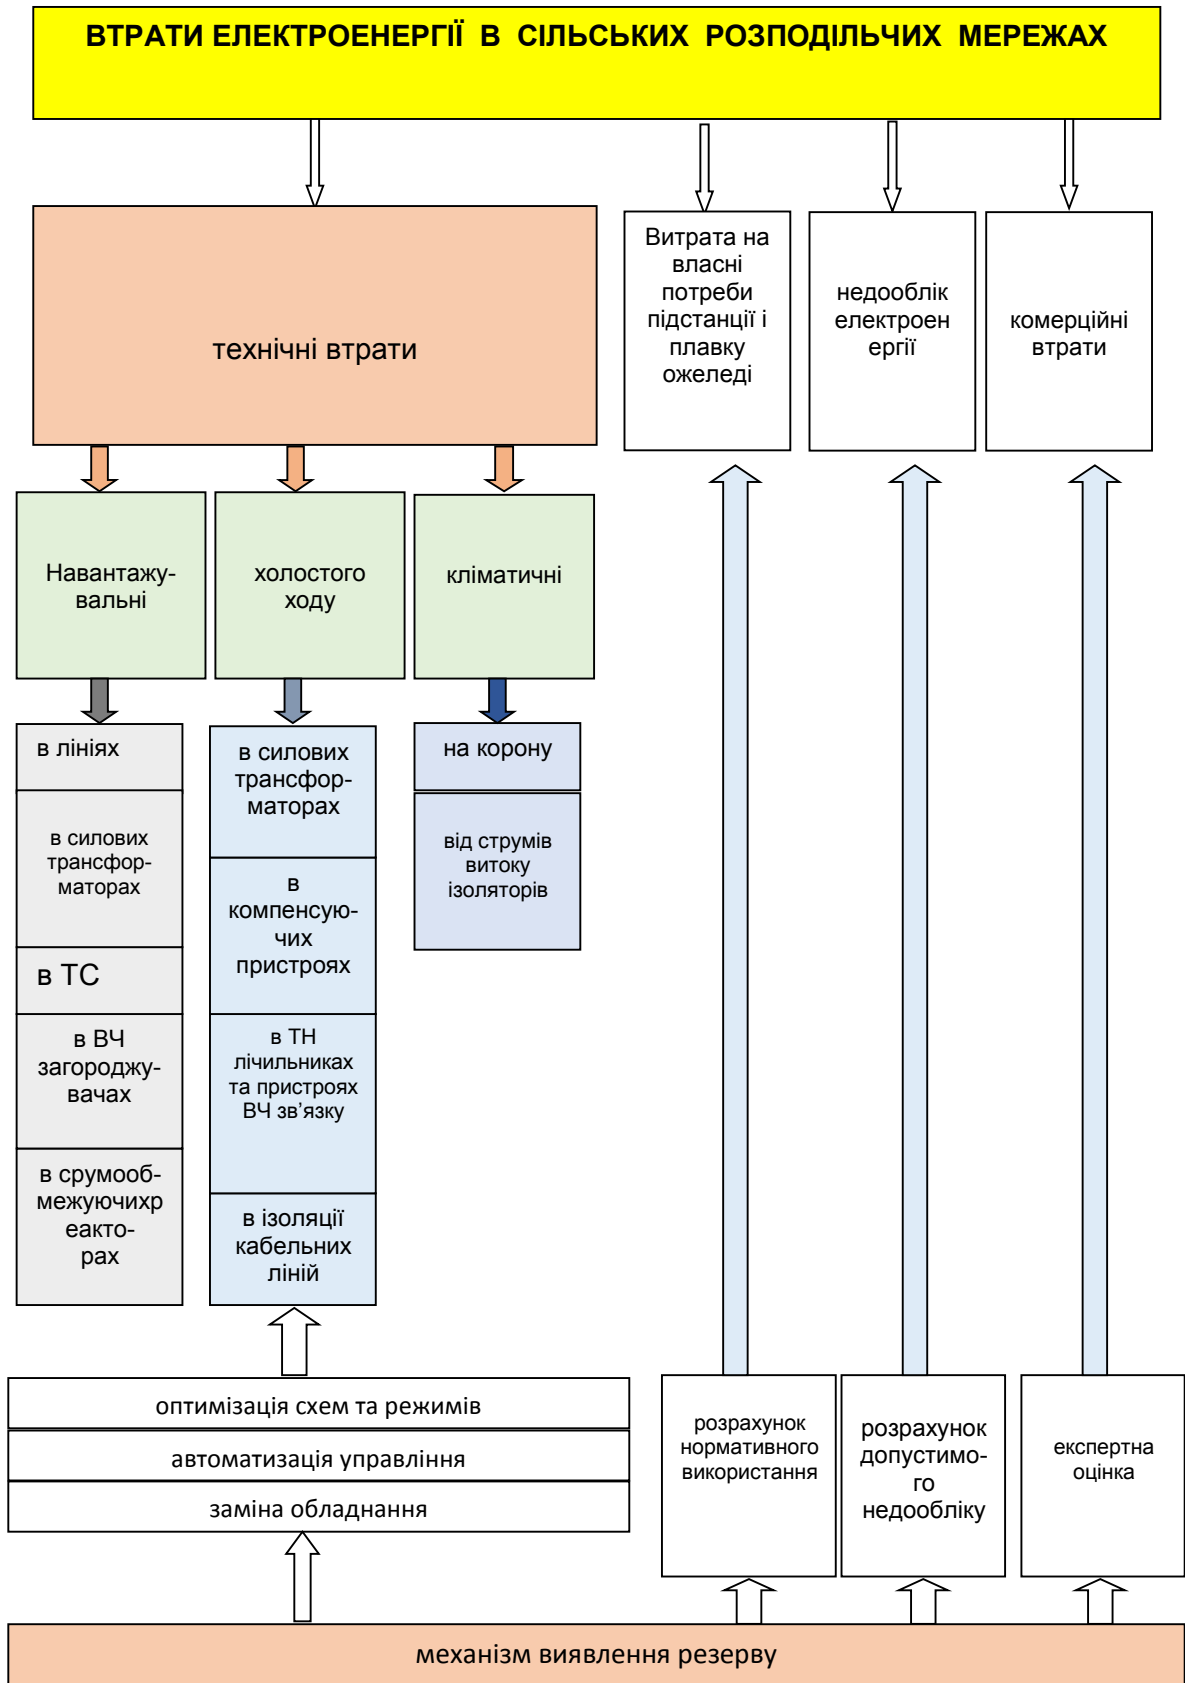 ВТРАТИ ЕЛЕКТРОЕНЕРГІЇ В СІЛЬСЬКИХ РОЗПОДІЛЬЧИХ МЕРЕЖАХ
технічні втрати
Витрата на
власні
потреби
підстанції і
плавку
ожеледі
недооблік
електроен
ергії
комерційні
втрати
Навантажу-
вальні
холостого
ходу
кліматичні
в лініях
в силових
трансфор-
маторах
в ТС
в ВЧ
загороджу-
вачах
в срумооб-
межуючихр
еакто-
рах
в силових
трансфор-
маторах
в
компенсую-
чих
пристроях
в ТН
лічильниках
та пристроях
ВЧ зв’язку
в ізоляції
кабельних
ліній
на корону
від струмів
витоку
ізоляторів
оптимізація схем та режимів
автоматизація управління
заміна обладнання
розрахунок
нормативного
використання
розрахунок
допустимо-
го
недообліку
експертна
оцінка
механізм виявлення резерву